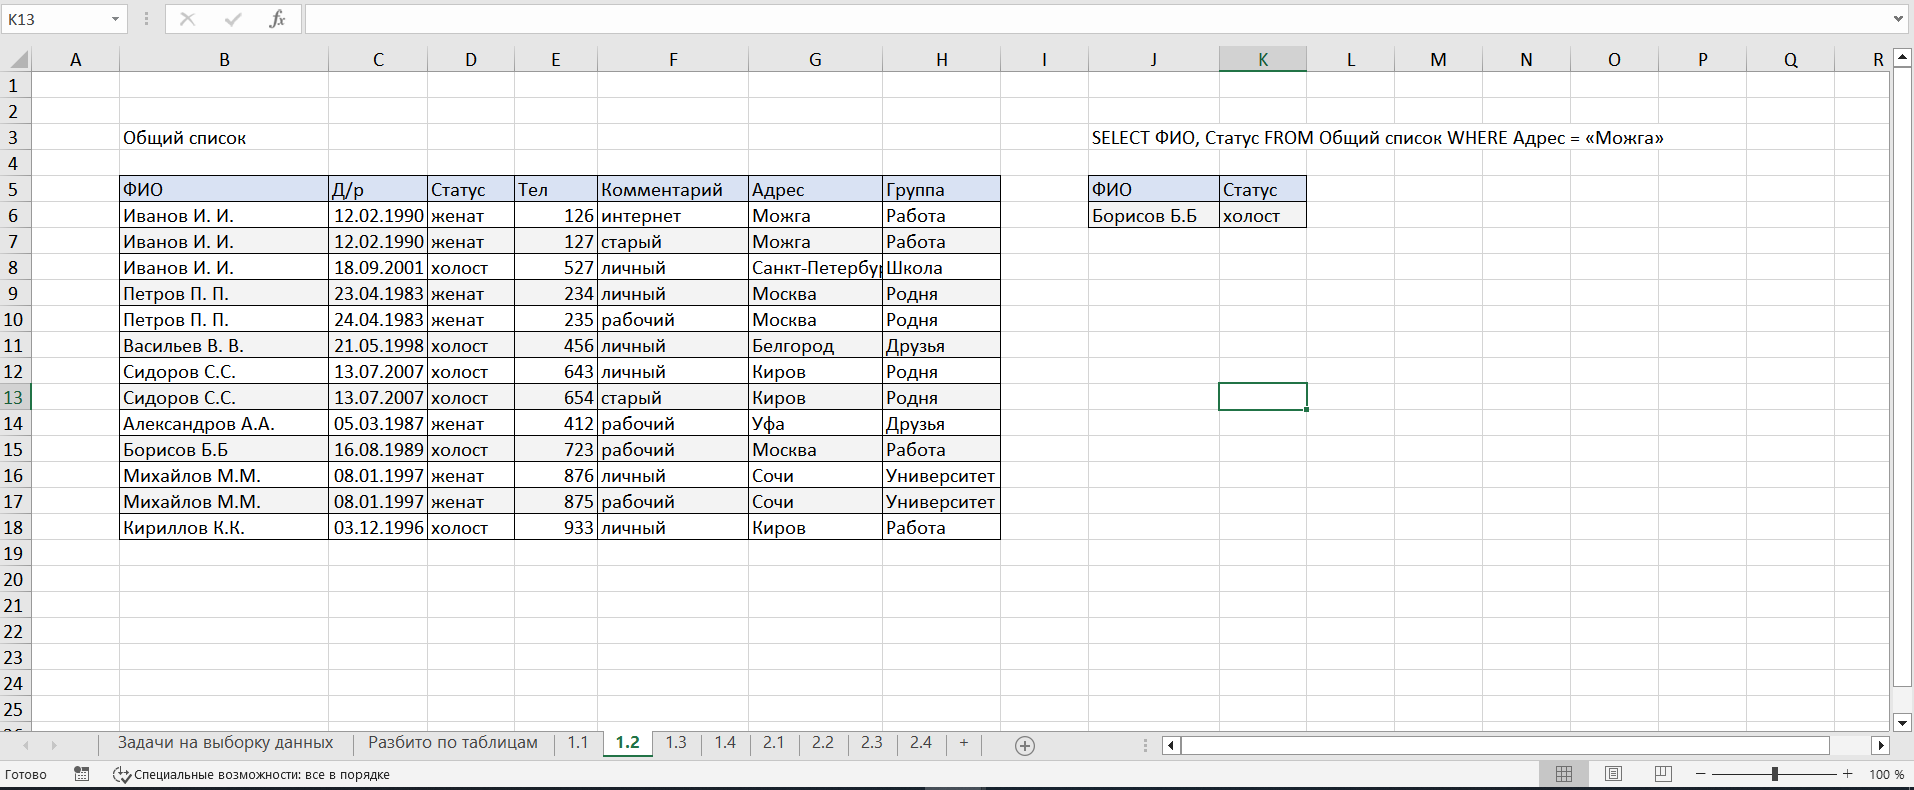 K13
fx
A B C D E F G H I J K L M N O P Q R
1
2
3 Общий список SELECT ФИО, Статус FROM Общий список WHERE Адрес = «Можга»
4
5 ФИО Д/р Статус Тел Комментарий Адрес Группа ФИО Статус
6 Иванов И. И. 12.02.1990 женат 126 интернет Можга Работа Борисов Б.Б холост
7 Иванов И. И. 12.02.1990 женат 127 старый Можга Работа
8 Иванов И. И. 18.09.2001 холост 527 личный Санкт-Петербур Школа
9 Петров П. П. 23.04.1983 женат 234 личный Москва Родня
10 Петров П. П. 24.04.1983 женат 235 рабочий Москва Родня
11 Васильев В. В. 21.05.1998 холост 456 личный Белгород Друзья
12 Сидоров С.С. 13.07.2007 холост 643 личный Киров Родня
13 Сидоров С.С. 13.07.2007 холост 654 старый Киров Родня
14 Александров А.А. 05.03.1987 женат 412 рабочий Уфа Друзья
15 Борисов Б.Б 16.08.1989 холост 723 рабочий Москва Работа
16 Михайлов М.М. 08.01.1997 женат 876 личный Сочи Университет
17 Михайлов М.М. 08.01.1997 женат 875 рабочий Сочи Университет
18 Кириллов К.К. 03.12.1996 холост 933 личный Киров Работа
19
20
21
22
23
24
25
Задачи на выборку данных Разбито по таблицам 1.1 1.2 1.3 1.4 2.1 2.2 2.3 2.4 +
Готово Специальные возможности: все в порядке 100 %